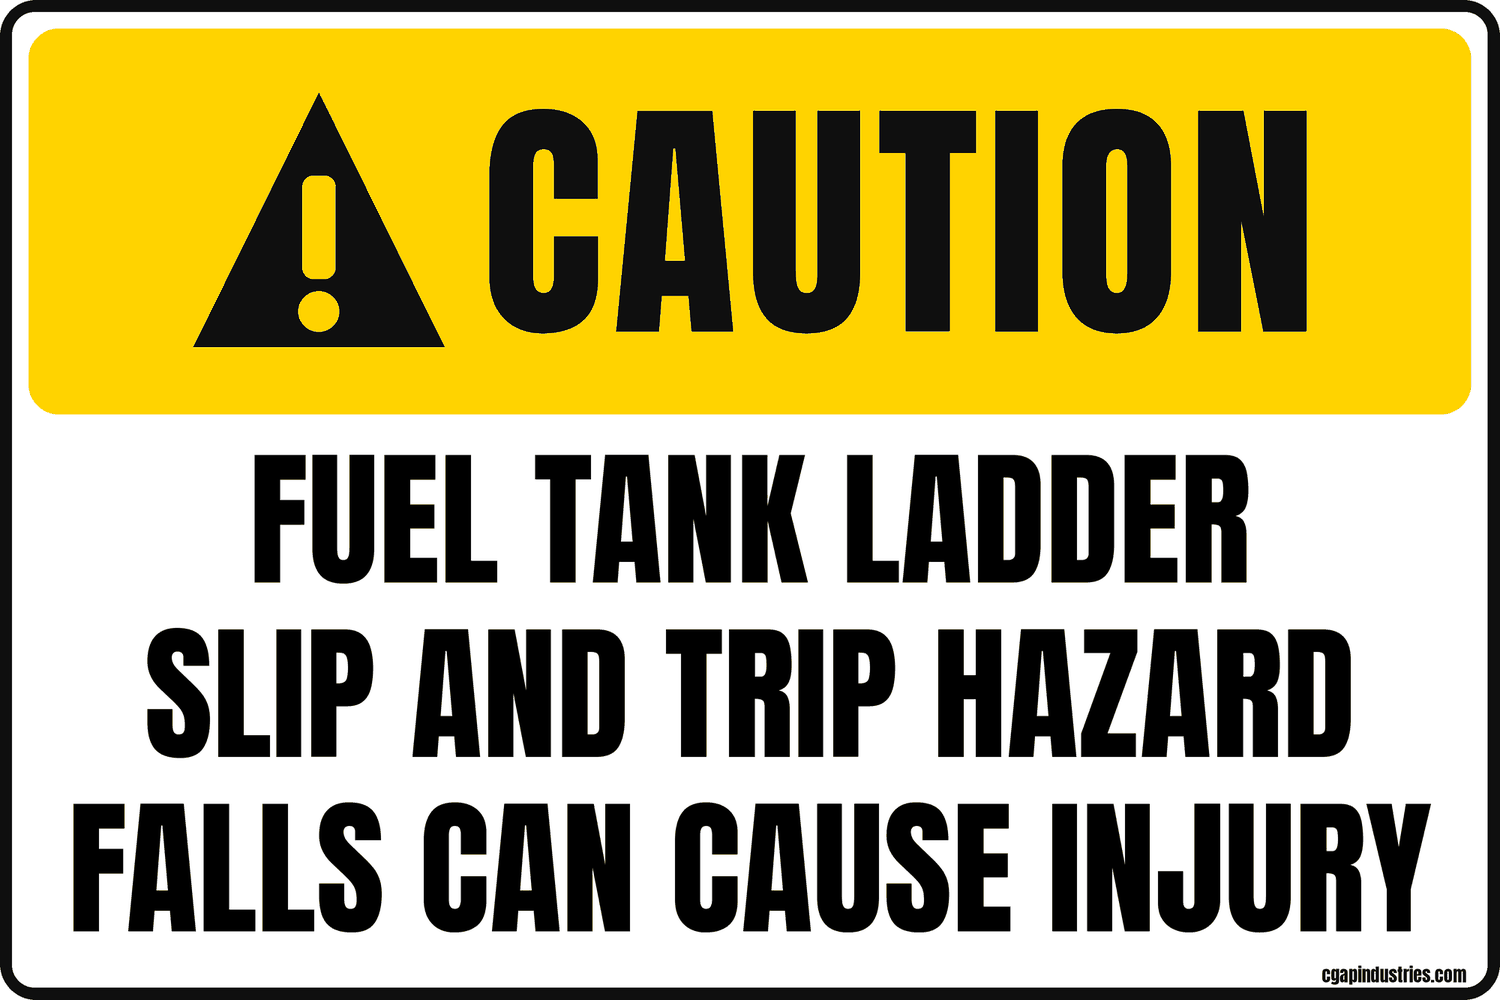 CAUTION
FUEL TANK LADDER
SLIP AND TRIP HAZARD
FALLS CAN CAUSE INJURY
cgapindustries.com